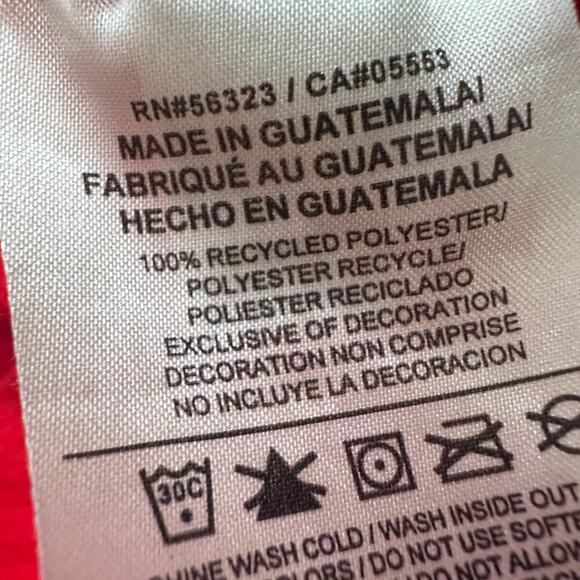 RN#56323 / CA#05553
MADE IN GUATEMALA/
FABRIQUÉ AU GUATEMALA/
HECHO EN GUATEMALA
100% RECYCLED POLYESTER/
POLYESTER RECYCLE/
POLIESTER RECICLADO
EXCLUSIVE OF DECORATION
DECORATION NON COMPRISE
NO INCLUYE LA DECORACION
30C
WASH COLD / WASH INSIDE OUT
/ DO NOT USE
DO NOT